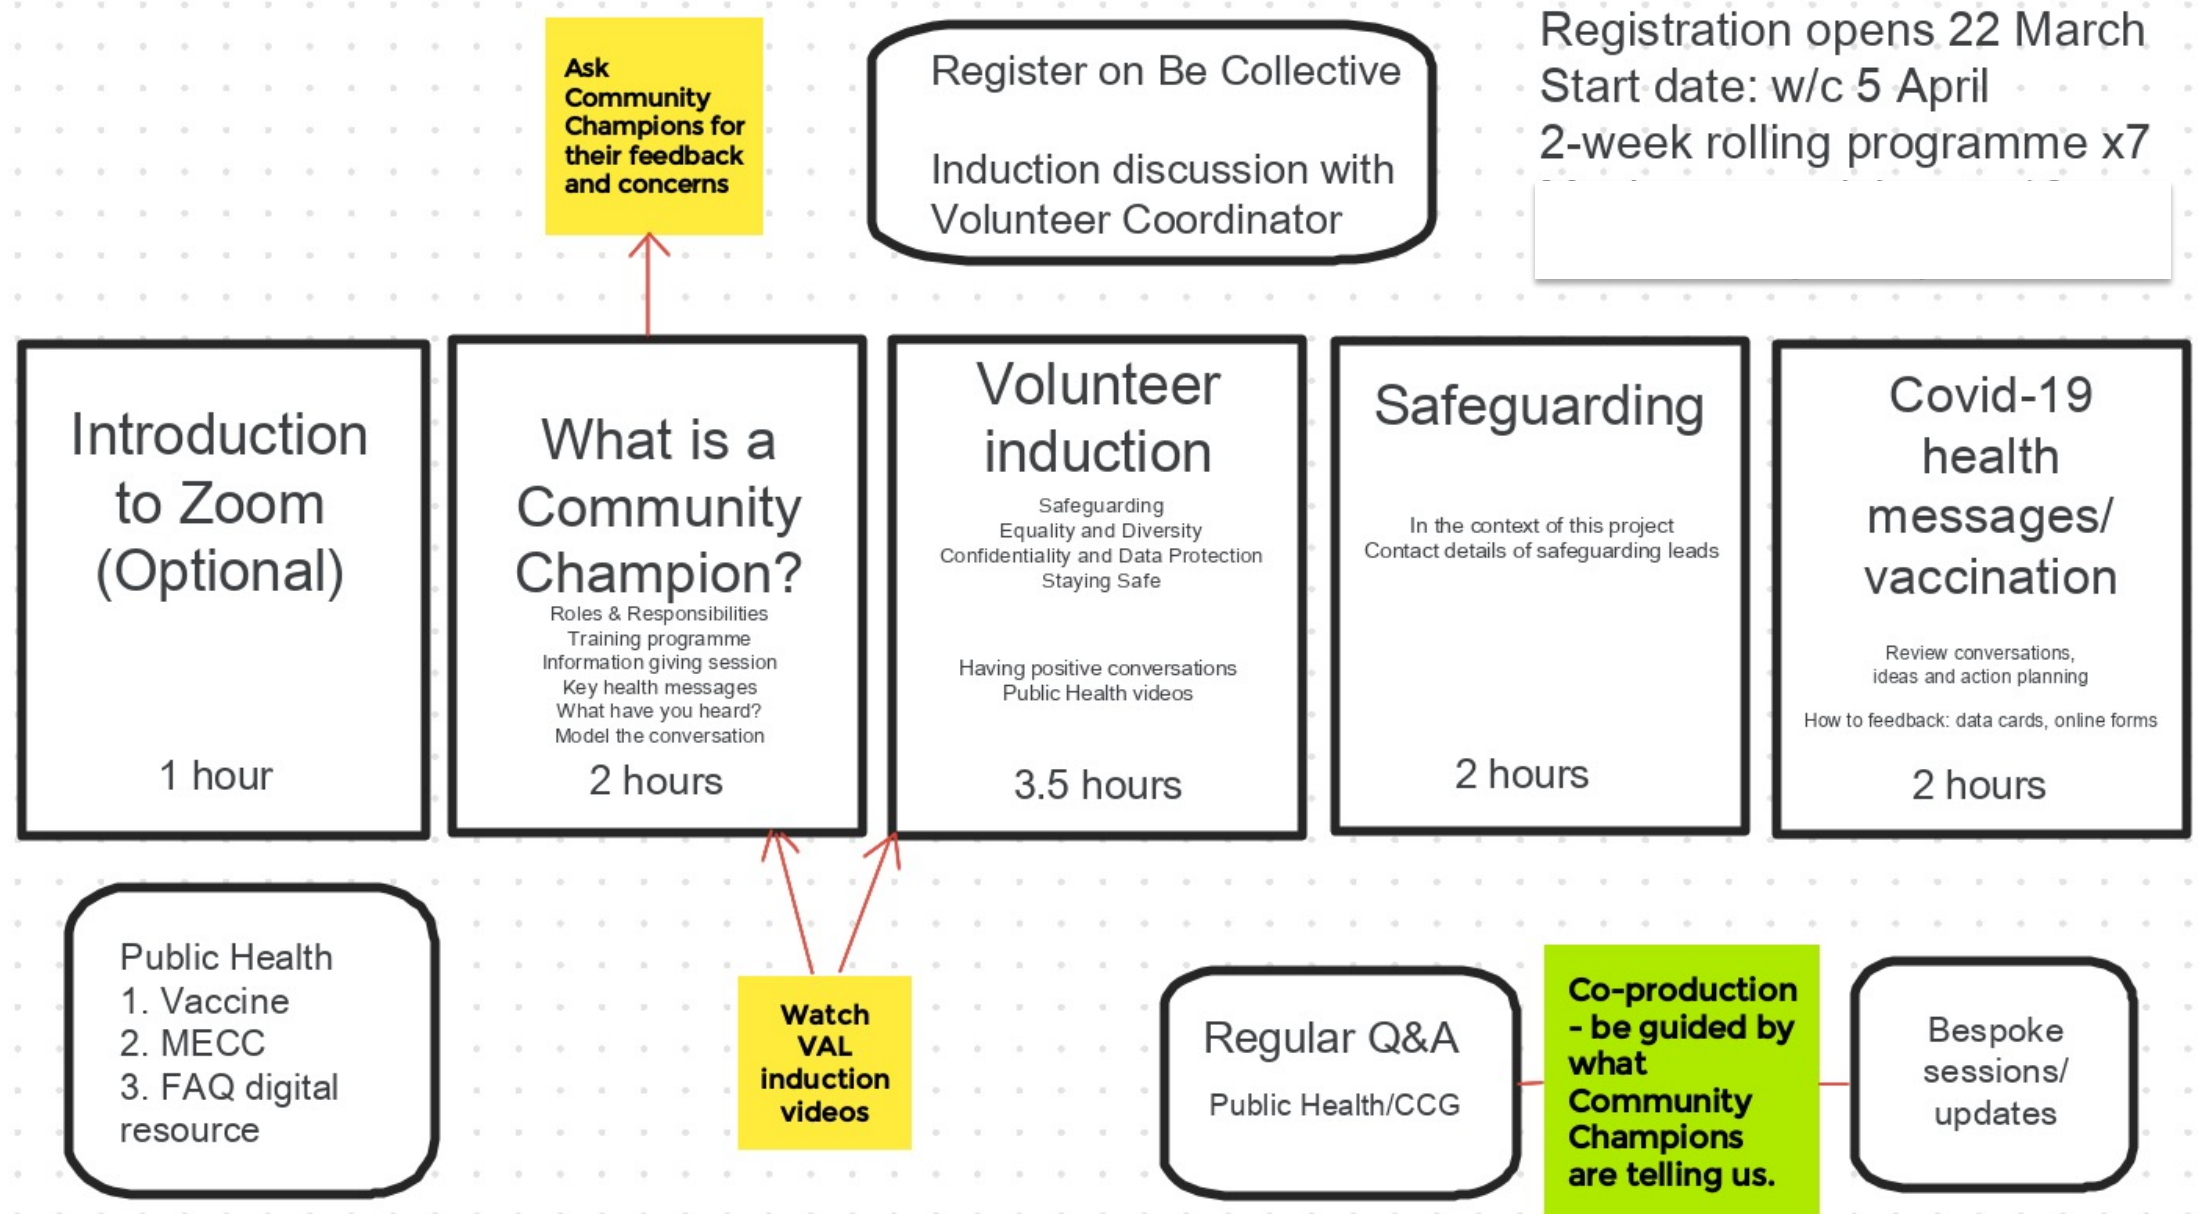 Ask
Community
Champions for
their feedback
and concerns
Register on Be Collective
Induction discussion with
Volunteer Coordinator
Registration opens 22 March
Start date: w/c 5 April
2-week rolling programme x7
Introduction
to Zoom
(Optional)
1 hour
What is a
Community
Champion?
Roles & Responsibilities
Training programme
Information giving session
Key health messages
What have you heard?
Model the conversation
2 hours
Volunteer
induction
Safeguarding
Equality and Diversity
Confidentiality and Data Protection
Staying Safe
Having positive conversations
Public Health videos
3.5 hours
Safeguarding
In the context of this project
Contact details of safeguarding leads
2 hours
Covid-19
health
messages/
vaccination
Review conversations,
ideas and action planning
How to feedback: data cards, online forms
2 hours
Public Health
1. Vaccine
2. MECC
3. FAQ digital
resource
Watch
VAL
induction
videos
Regular Q&A
Public Health/CCG
Co-production
- be guided by
what
Community
Champions
are telling us.
Bespoke
sessions/
updates